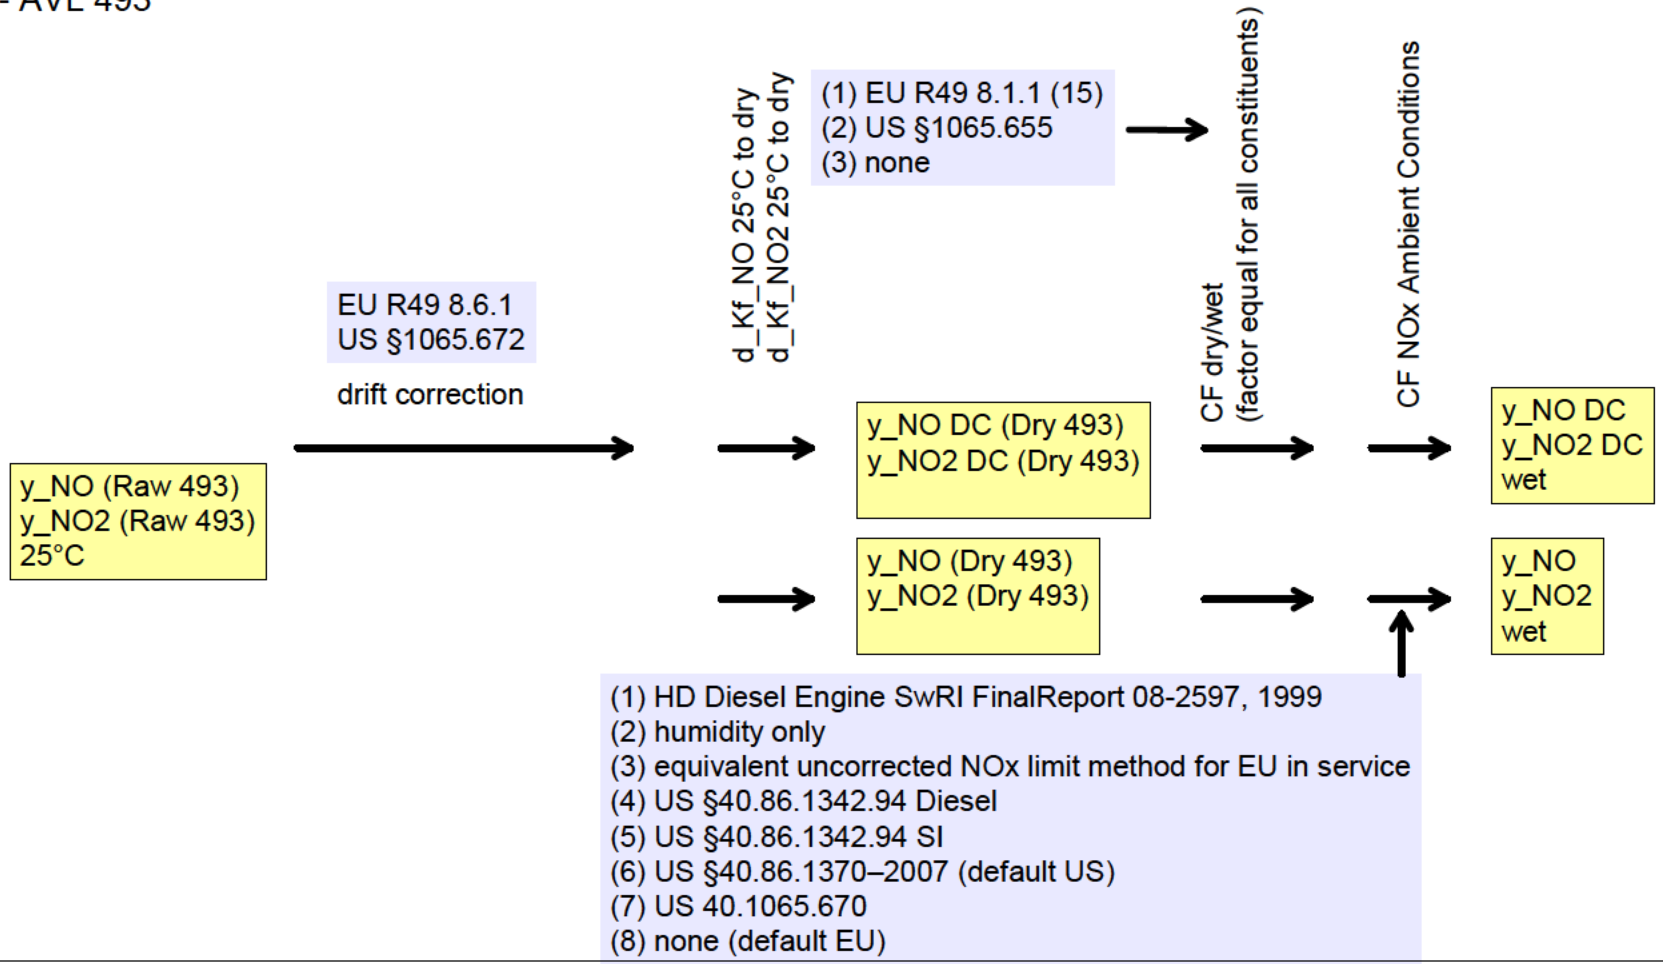 - AVL 493
d_Kf_NO 25°C to dry
d_Kf_NO2 25°C to dry
(1) EU R49 8.1.1 (15)
(2) US §1065.655
(3) none
CF dry/wet
(factor equal for all constituents)
CF NOx Ambient Conditions
EU R49 8.6.1
US §1065.672
drift correction
y_NO (Raw 493)
y_NO2 (Raw 493)
25°C
y_NO DC (Dry 493)
y_NO2 DC (Dry 493)
y_NO DC
y_NO2 DC
wet
y_NO (Dry 493)
y_NO2 (Dry 493)
y_NO
y_NO2
wet
(1) HD Diesel Engine SwRI FinalReport 08-2597, 1999
(2) humidity only
(3) equivalent uncorrected NOx limit method for EU in service
(4) US §40.86.1342.94 Diesel
(5) US §40.86.1342.94 SI
(6) US §40.86.1370–2007 (default US)
(7) US 40.1065.670
(8) none (default EU)